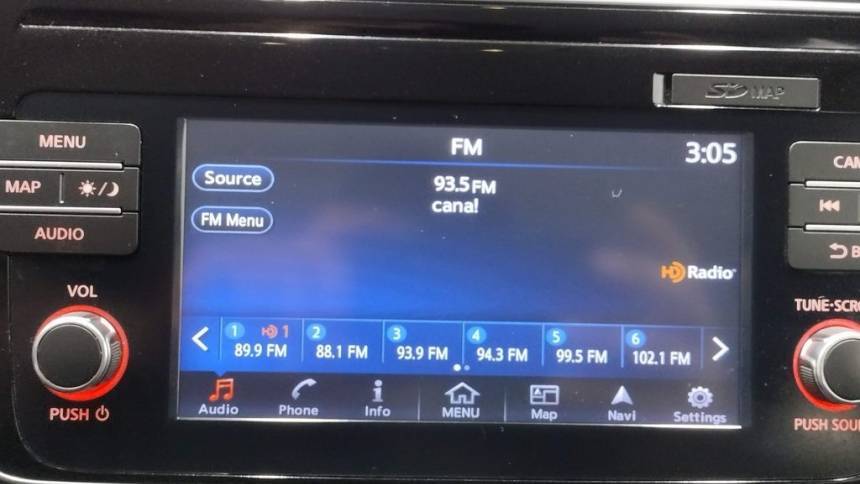 SD MAP
MENU
MAP
AUDIO
VOL
PUSH
FM
3:05
Source
93.5 FM
cana!
FM Menu
HD Radio
1 HD 1
89.9 FM
2
88.1 FM
3
93.9 FM
4
94.3 FM
5
99.5 FM
6
102.1 FM
Audio
Phone
Info
MENU
Map
Navi
Settings
CAM
B
TUNE·SCRO
PUSH SOU